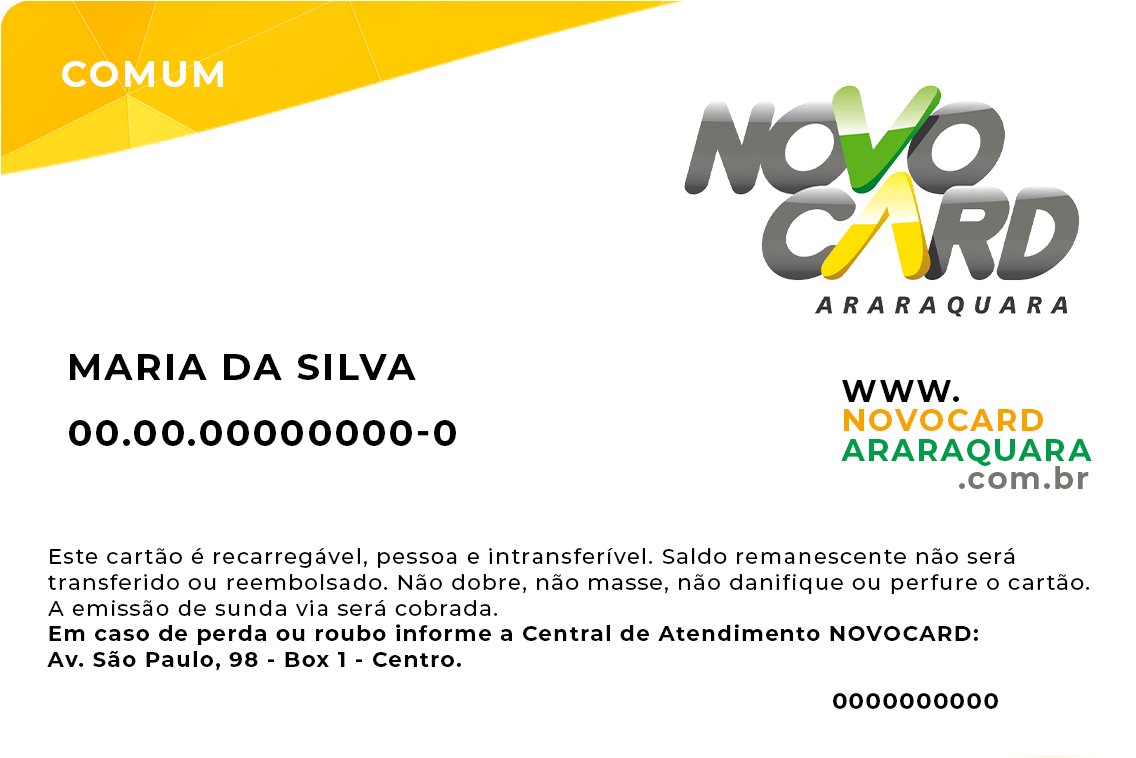 COMUM
NOVO
CARD
ARARAQUARA
MARIA DA SILVA
00.00.00000000-0
WWW.
NOVOCARD
ARARAQUARA
.com.br
Este cartão é recarregável, pessoa e intransferível. Saldo remanescente não será
transferido ou reembolsado. Não dobre, não masse, não danifique ou perfure o cartão.
A emissão de sunda via será cobrada.
Em caso de perda ou roubo informe a Central de Atendimento NOVOCARD:
Av. São Paulo, 98 - Box 1 - Centro.
0000000000